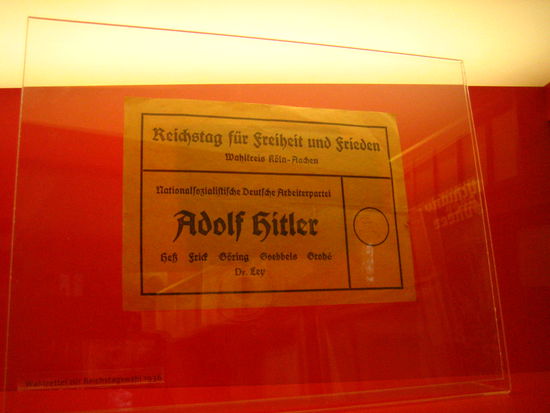 Reichstag für Freiheit und Frieden
Wahlkreis Köln-Aachen
Nationalsozialistische Deutsche Arbeiterpartei
Adolf Hitler
Heß Frick Göring Goebbels Grohé
Dr. Ley
Wahlzettel zur Reichstagswahl 1936